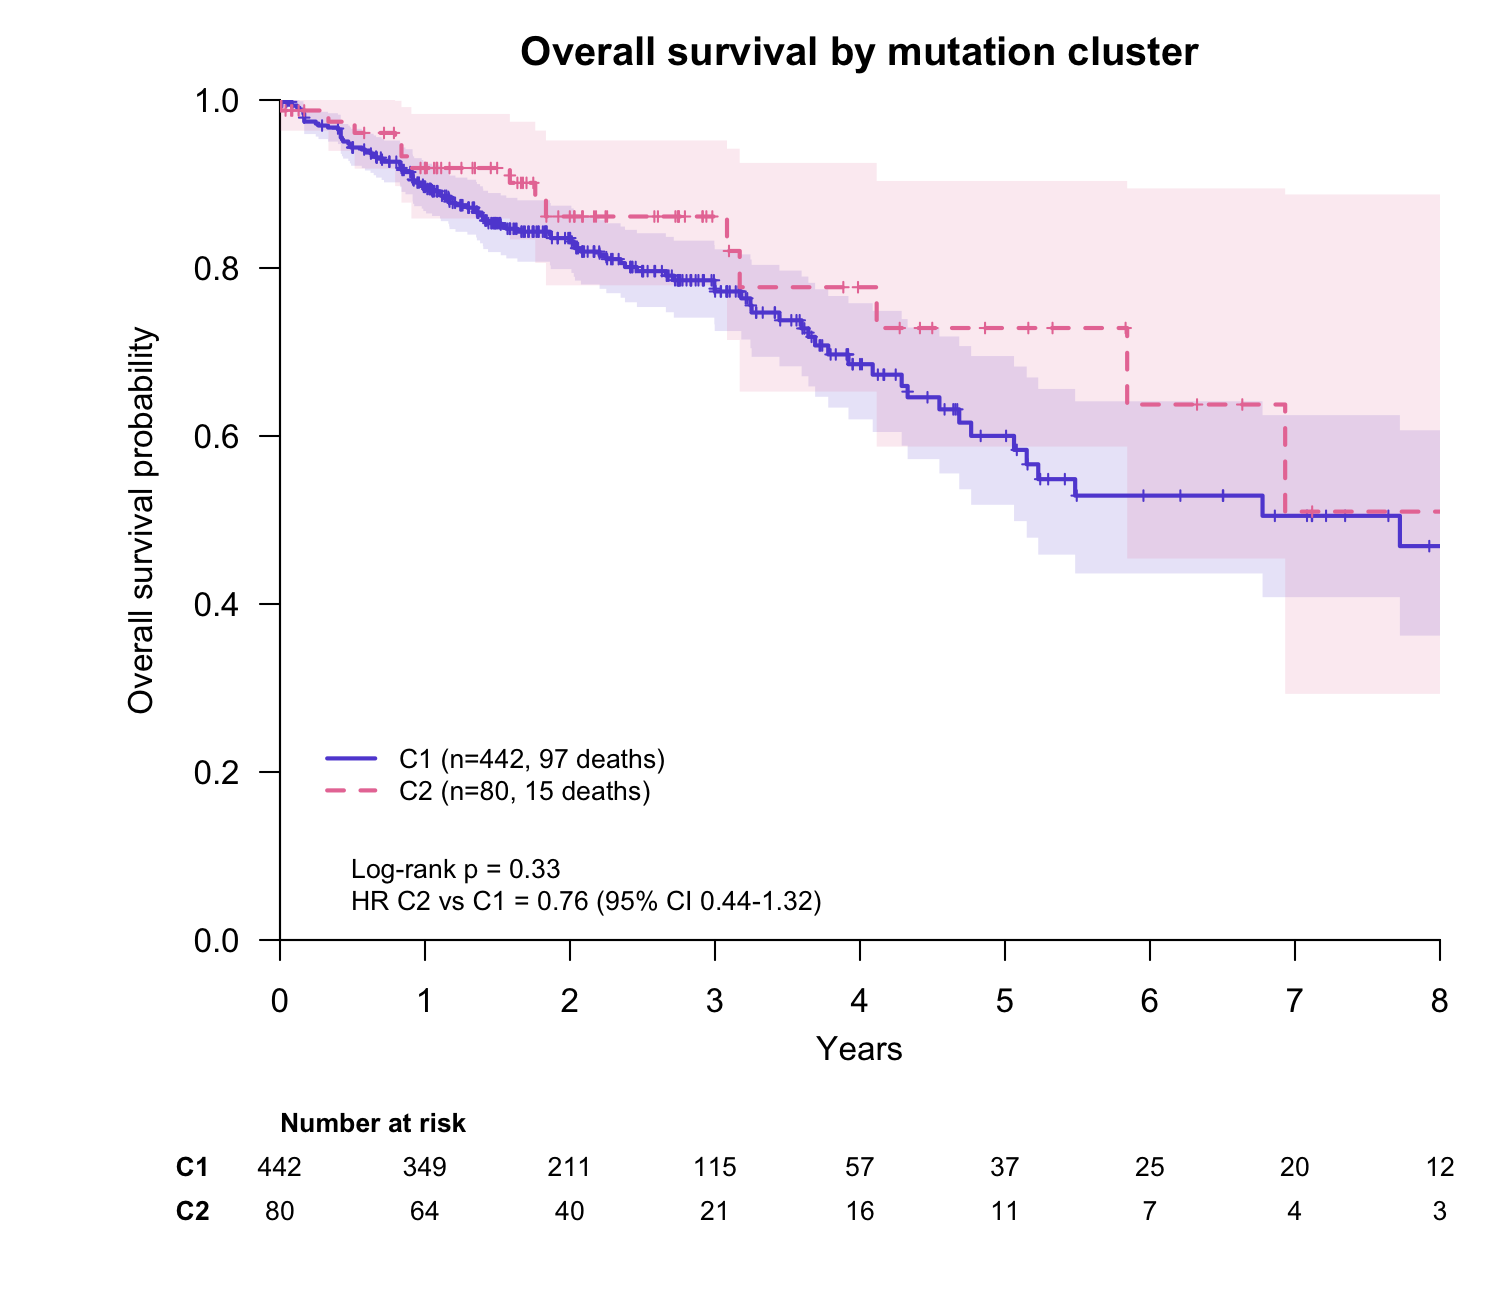 Overall survival by mutation cluster
Overall survival probability
1.0
0.8
0.6
0.4
0.2
0.0
C1 (n=442, 97 deaths)
C2 (n=80, 15 deaths)
Log-rank p = 0.33
HR C2 vs C1 = 0.76 (95% CI 0.44-1.32)
0 1 2 3 4 5 6 7 8
Years
Number at risk
C1 442 349 211 115 57 37 25 20 12
C2 80 64 40 21 16 11 7 4 3